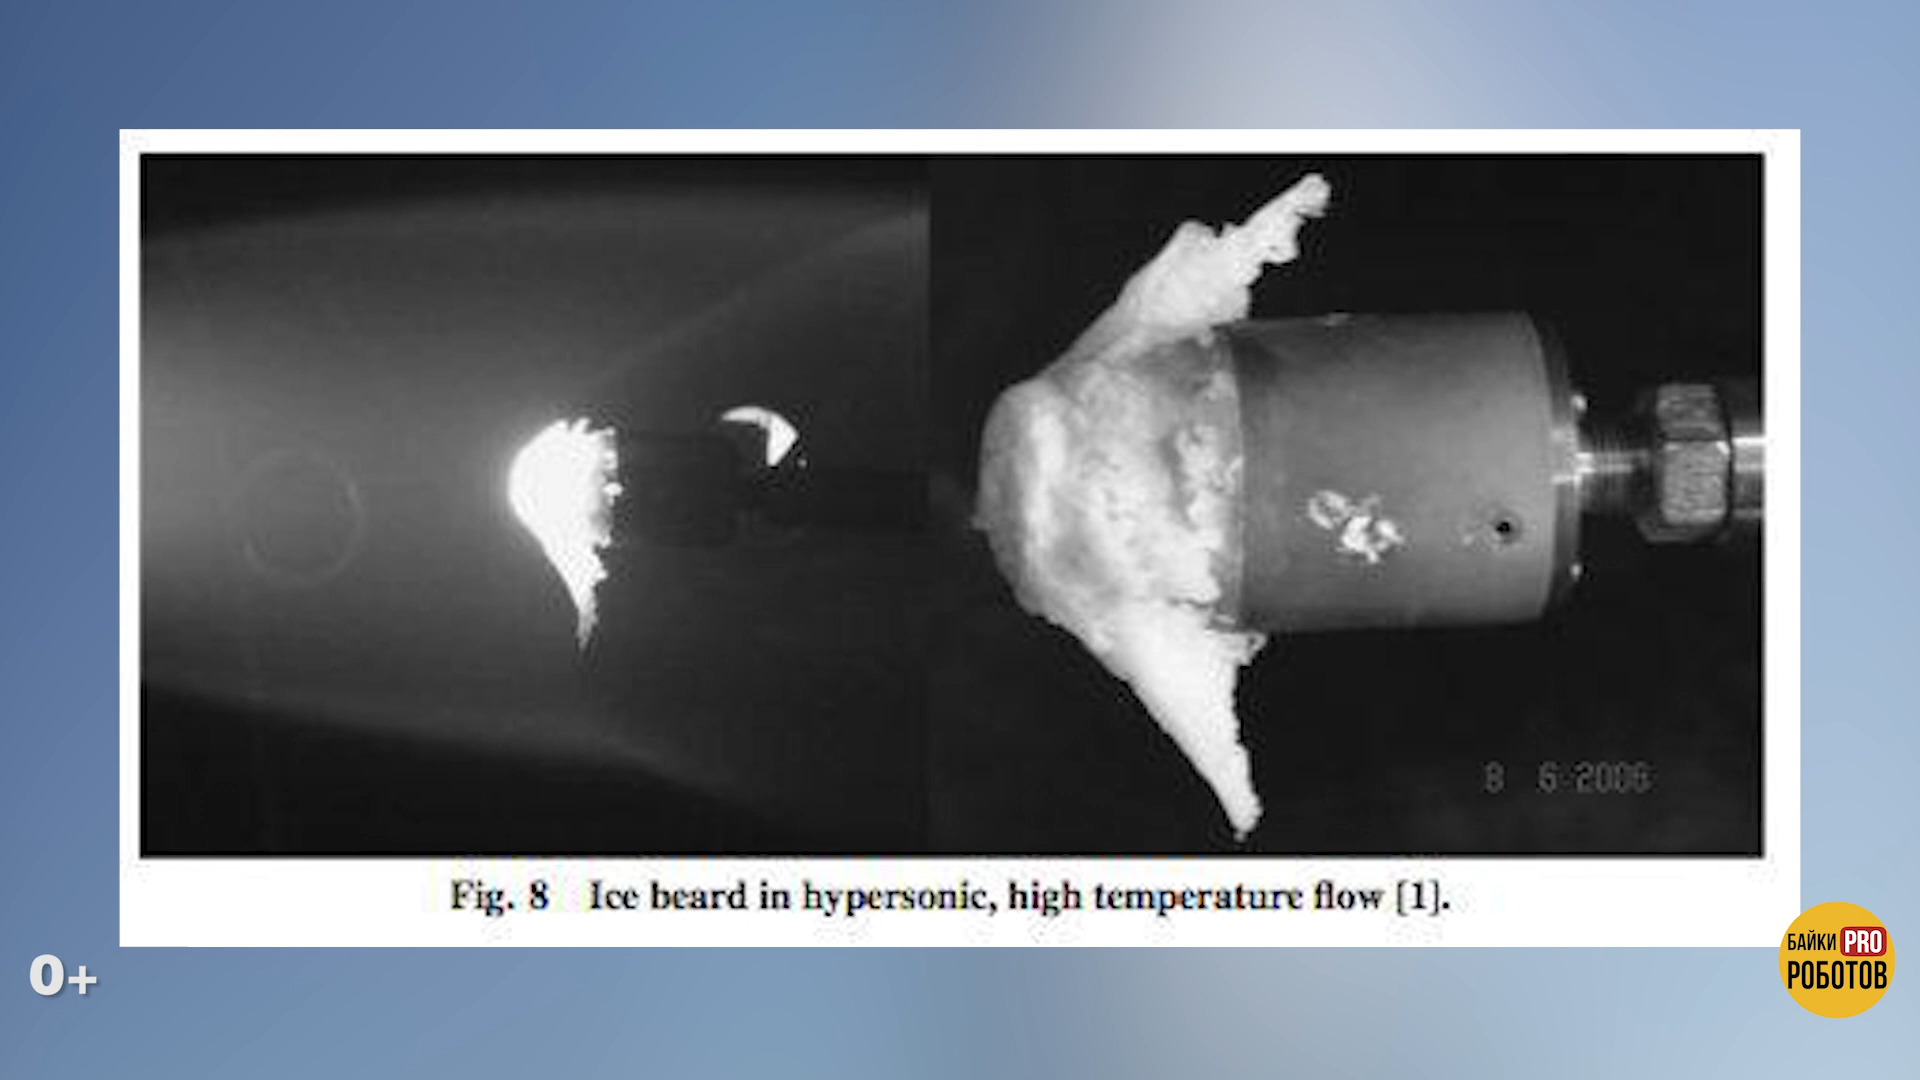 8 6 2006
Fig. 8 Ice beard in hypersonic, high temperature flow [1].
0+
БАЙКИ PRO
РОБОТОВ